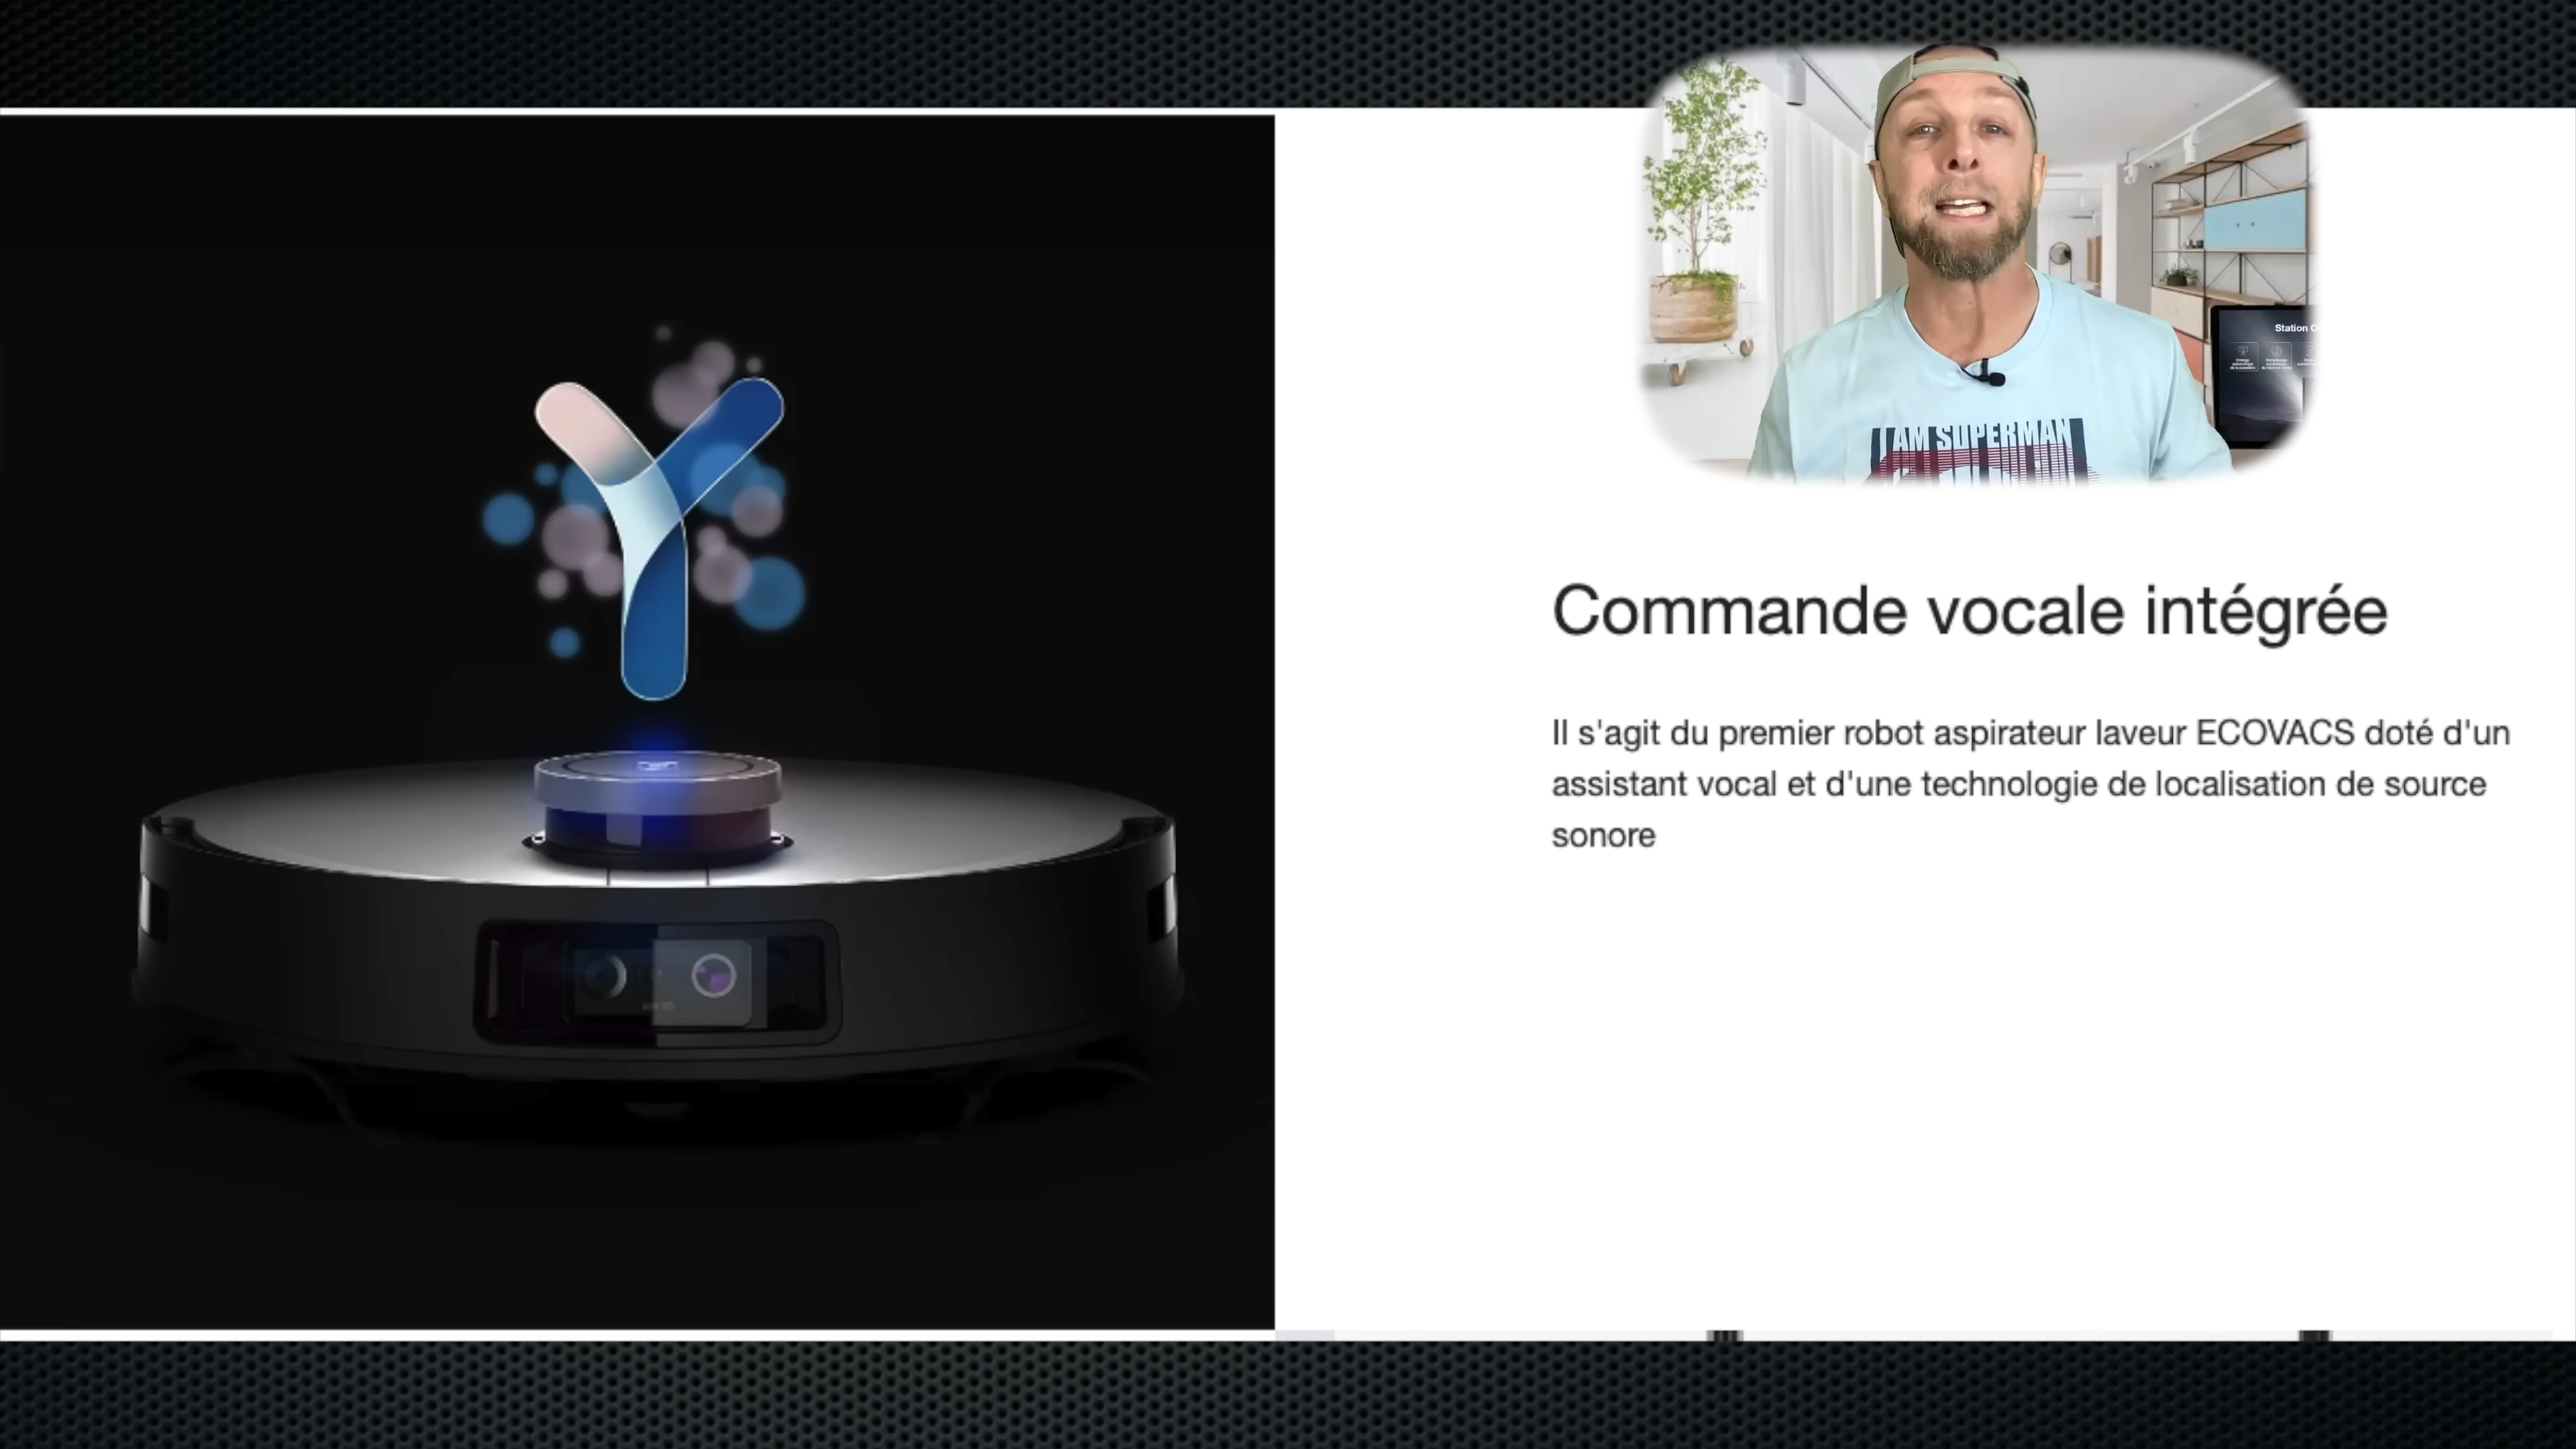 Station O
I AM SUPERMAN
Commande vocale intégrée
Il s'agit du premier robot aspirateur laveur ECOVACS doté d'un
assistant vocal et d'une technologie de localisation de source
sonore